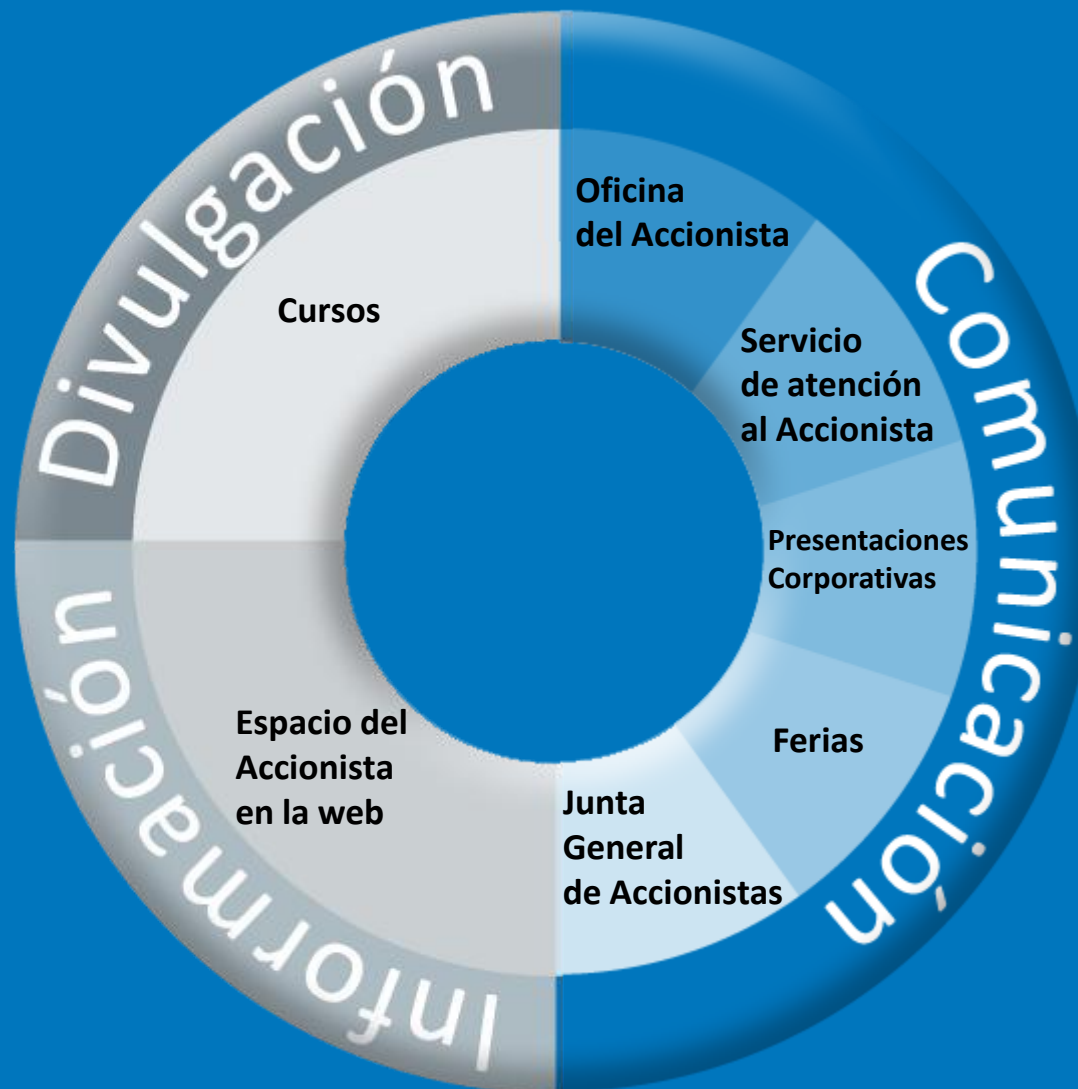 Divulgación
Cursos
Comunicación
Oficina
del Accionista
Servicio
de atención
al Accionista
Presentaciones
Corporativas
Ferias
Junta
General
de Accionistas
Información
Espacio del
Accionista
en la web